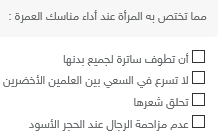 مما تختص به المرأة عند أداء مناسك العمرة :
أن تطوف ساترة لجميع بدنها
لا تسرع في السعي بين العلمين الأخضرين
تحلق شعرها
عدم مزاحمة الرجال عند الحجر الأسود